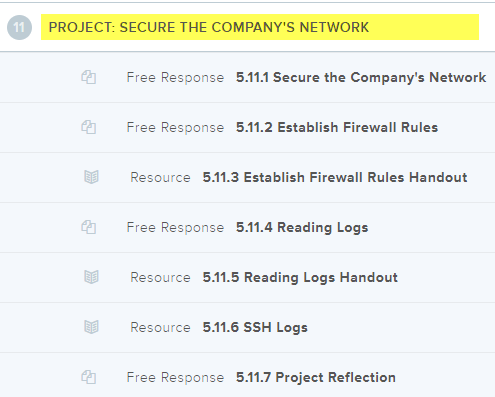 11 PROJECT: SECURE THE COMPANY'S NETWORK
Free Response 5.11.1 Secure the Company's Network
Free Response 5.11.2 Establish Firewall Rules
Resource 5.11.3 Establish Firewall Rules Handout
Free Response 5.11.4 Reading Logs
Resource 5.11.5 Reading Logs Handout
Resource 5.11.6 SSH Logs
Free Response 5.11.7 Project Reflection